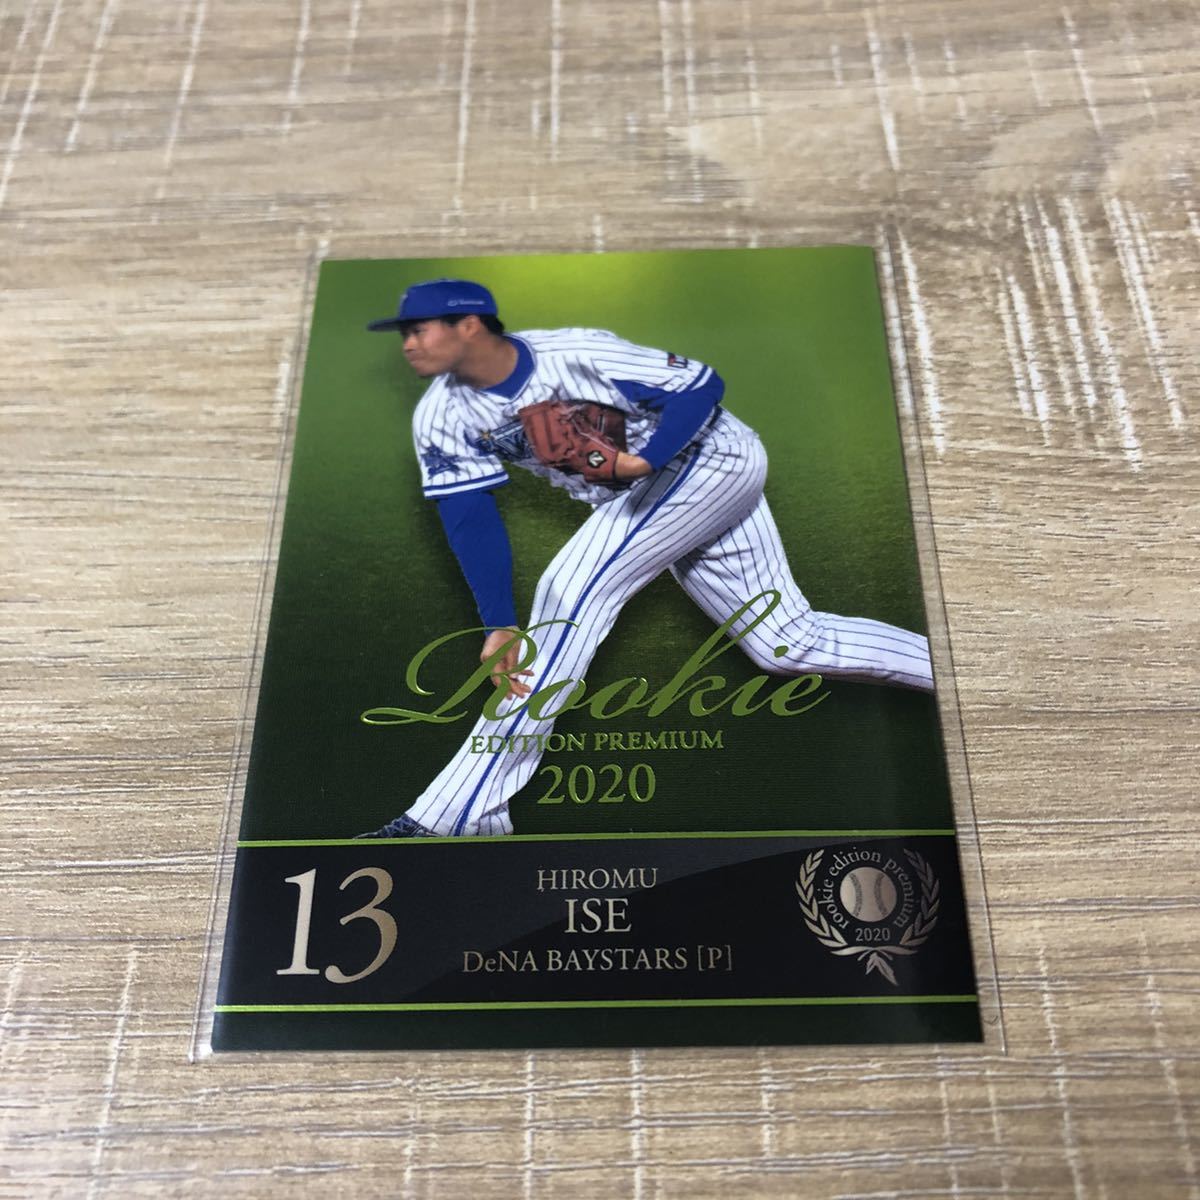 Rookie
EDITION PREMIUM
2020
13
HIROMU
ISE
DeNA BAYSTARS [P]
rookie edition premium
2020